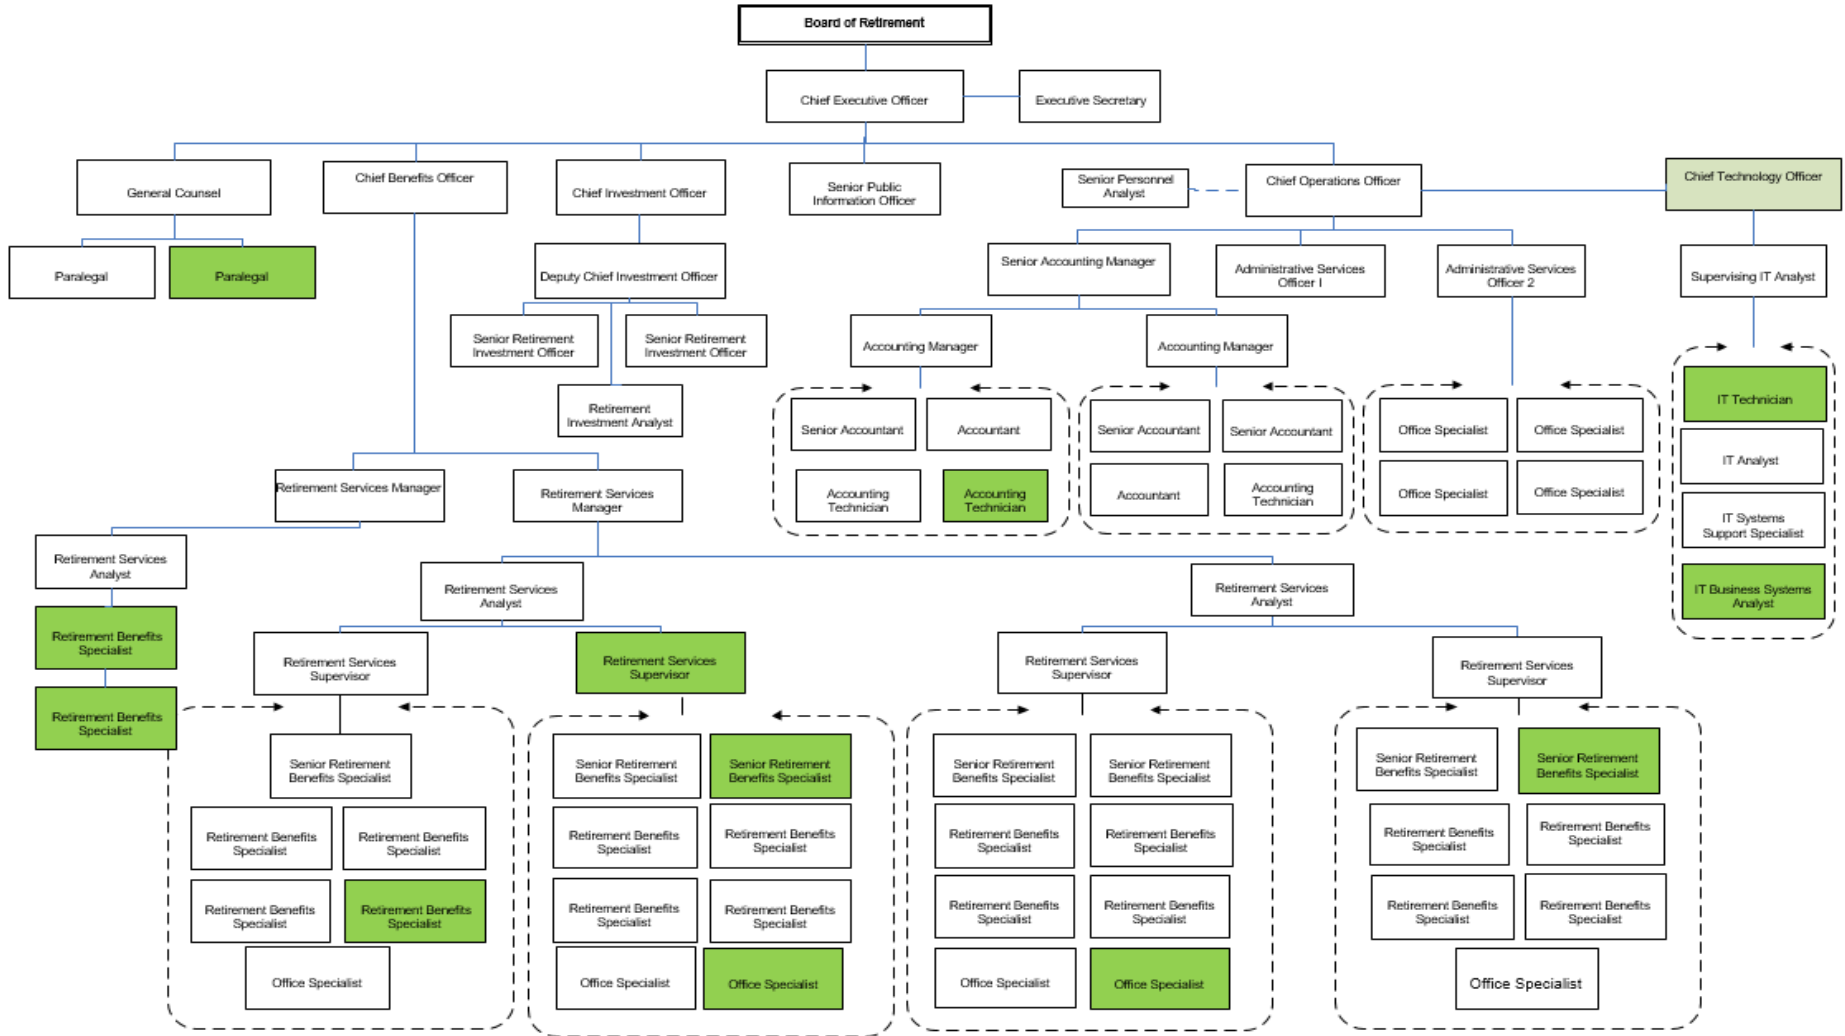 Board of Retirement
Chief Executive Officer
Executive Secretary
General Counsel
Chief Benefits Officer
Chief Investment Officer
Senior Public
Information Officer
Senior Personnel
Analyst
Chief Operations Officer
Chief Technology Officer
Paralegal
Paralegal
Deputy Chief Investment Officer
Senior Accounting Manager
Administrative Services
Officer I
Administrative Services
Officer 2
Supervising IT Analyst
Senior Retirement
Investment Officer
Senior Retirement
Investment Officer
Accounting Manager
Accounting Manager
Retirement
Investment Analyst
Senior Accountant
Accountant
Accounting
Technician
Accounting
Technician
Senior Accountant
Senior Accountant
Accountant
Accounting
Technician
Office Specialist
Office Specialist
Office Specialist
Office Specialist
IT Technician
IT Analyst
IT Systems
Support Specialist
IT Business Systems
Analyst
Retirement Services Manager
Retirement Services
Manager
Retirement Services
Analyst
Retirement Benefits
Specialist
Retirement Benefits
Specialist
Retirement Services
Analyst
Retirement Services
Analyst
Retirement Services
Supervisor
Retirement Services
Supervisor
Retirement Services
Supervisor
Retirement Services
Supervisor
Senior Retirement
Benefits Specialist
Retirement Benefits
Specialist
Retirement Benefits
Specialist
Retirement Benefits
Specialist
Retirement Benefits
Specialist
Office Specialist
Senior Retirement
Benefits Specialist
Senior Retirement
Benefits Specialist
Retirement Benefits
Specialist
Retirement Benefits
Specialist
Retirement Benefits
Specialist
Retirement Benefits
Specialist
Office Specialist
Office Specialist
Senior Retirement
Benefits Specialist
Senior Retirement
Benefits Specialist
Retirement Benefits
Specialist
Retirement Benefits
Specialist
Retirement Benefits
Specialist
Retirement Benefits
Specialist
Office Specialist
Office Specialist
Senior Retirement
Benefits Specialist
Senior Retirement
Benefits Specialist
Retirement Benefits
Specialist
Retirement Benefits
Specialist
Retirement Benefits
Specialist
Retirement Benefits
Specialist
Office Specialist